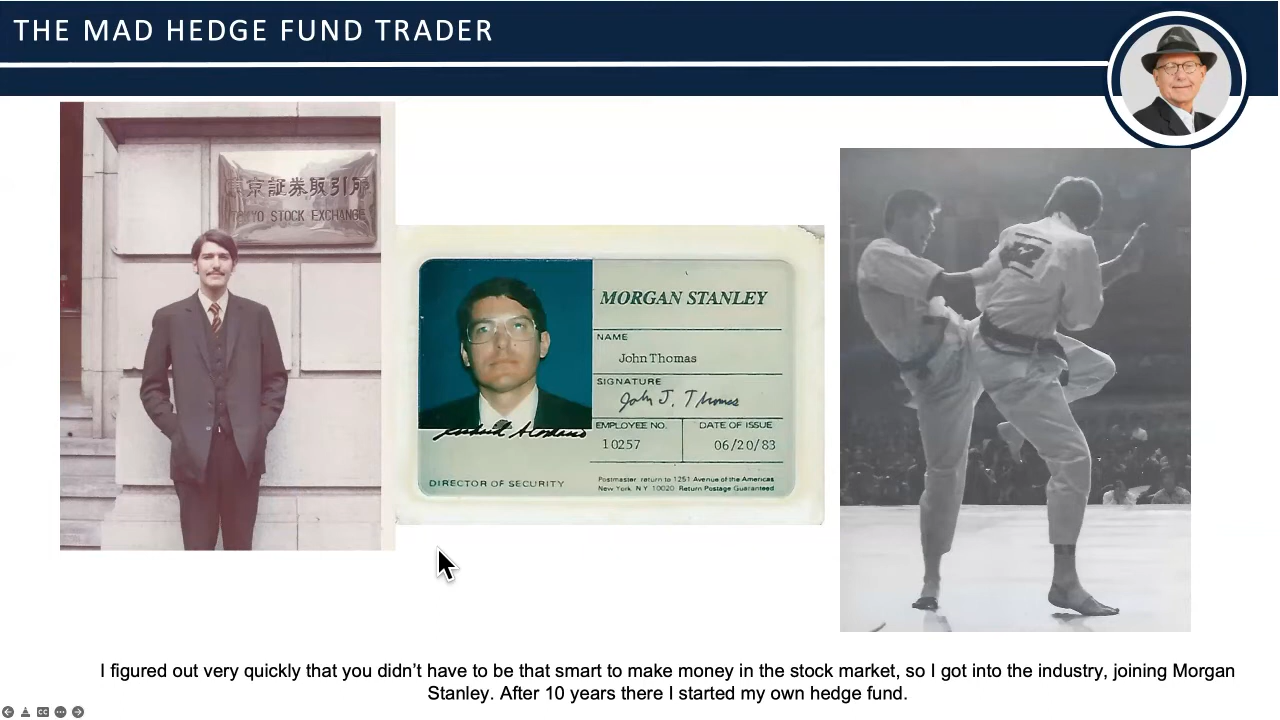 THE MAD HEDGE FUND TRADER
東京証券取引所
TOKYO STOCK EXCHANGE
MORGAN STANLEY
NAME
John Thomas
SIGNATURE
John J. Thomas
EMPLOYEE NO.
DATE OF ISSUE
10257
06/20/83
DIRECTOR OF SECURITY
Postmaster return to 1251 Avenue of the Americas
New York, N.Y. 10020 Return Postage Guaranteed
I figured out very quickly that you didn’t have to be that smart to make money in the stock market, so I got into the industry, joining Morgan
Stanley. After 10 years there I started my own hedge fund.
CC